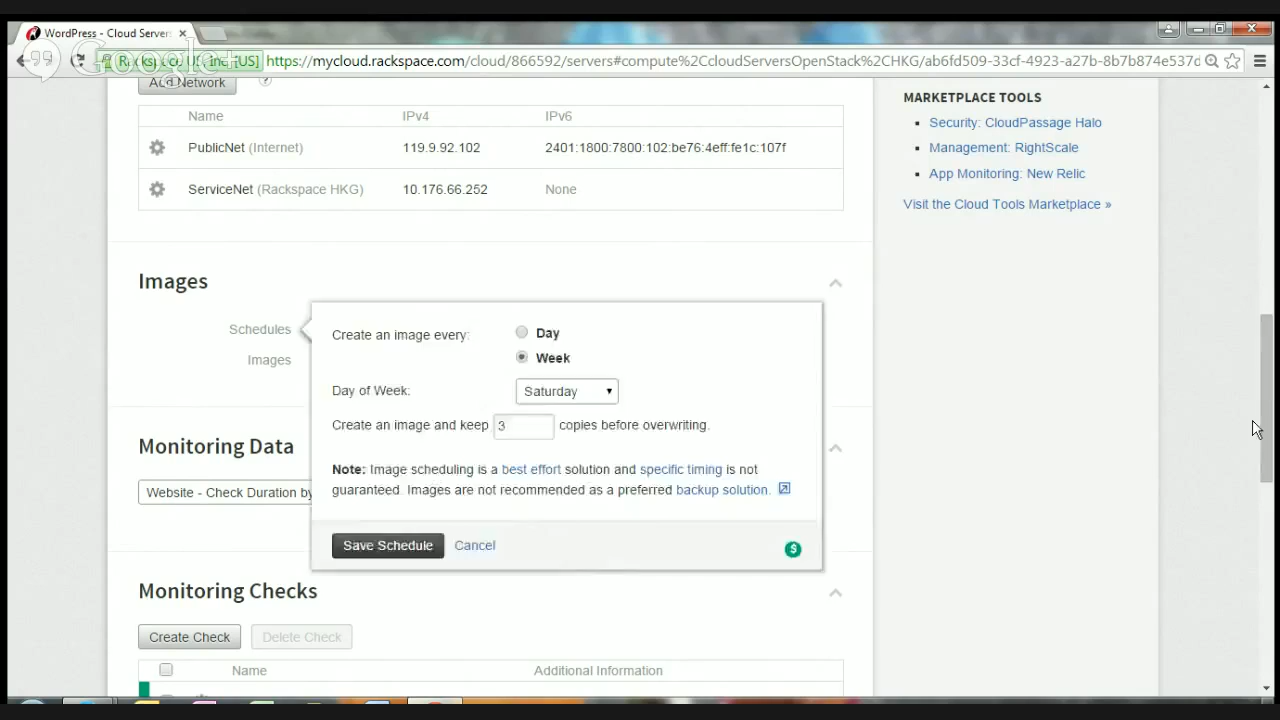 WordPress - Cloud Server
Google+
[US] https://mycloud.rackspace.com/cloud/866592/servers#compute%2CcloudServersOpenStack%2CHKG/ab6fd509-33cf-4923-a27b-8b7b874e537d
Add Network
Name IPv4 IPv6
PublicNet (Internet) 119.9.92.102 2401:1800:7800:102:be76:4eff:fe1c:107f
ServiceNet (Rackspace HKG) 10.176.66.252 None
MARKETPLACE TOOLS
Security: CloudPassage Halo
Management: RightScale
App Monitoring: New Relic
Visit the Cloud Tools Marketplace »
Images
Schedules
Images
Create an image every: Day
Week
Day of Week: Saturday
Create an image and keep 3 copies before overwriting.
Note: Image scheduling is a best effort solution and specific timing is not
guaranteed. Images are not recommended as a preferred backup solution.
Save Schedule Cancel $
Monitoring Data
Website - Check Duration by
Monitoring Checks
Create Check Delete Check
Name Additional Information